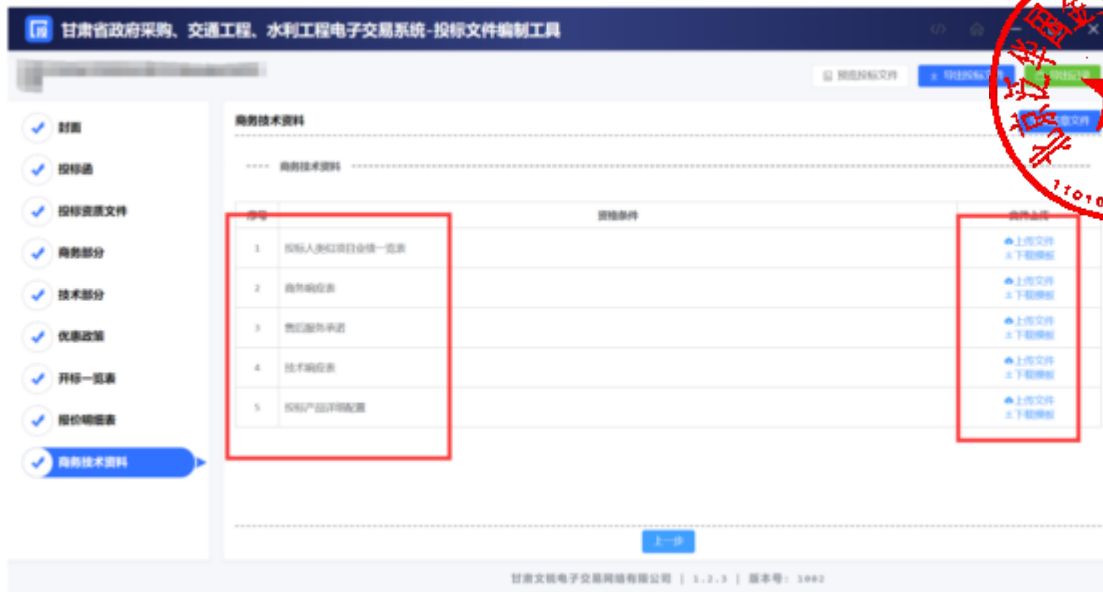 甘肃省政府采购、交通工程、水利工程电子交易系统-投标文件编制工具
预览投标文件
封面
商务技术资料
投标函
商务技术资料
投标资质文件
序号 资格条件 文件上传
商务部分
1 投标人类似项目业绩一览表 上传文件
下载模板
2 商务响应表 上传文件
下载模板
技术部分
3 售后服务承诺 上传文件
下载模板
优惠政策
4 技术响应表 上传文件
下载模板
开标一览表
5 投标产品详细配置 上传文件
下载模板
报价明细表
商务技术资料
上一步
甘肃文锐电子交易网络有限公司 | 1.2.3 | 版本号: 1002